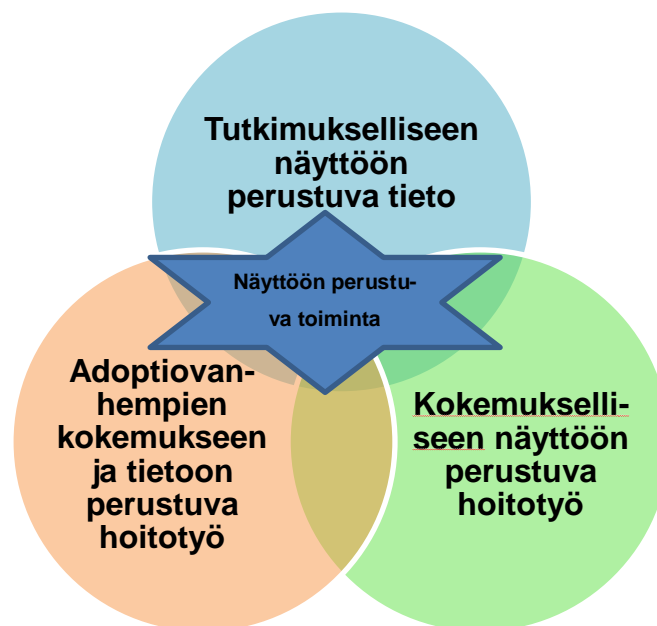 Tutkimukselliseen
näyttöön
perustuva tieto
Näyttöön perustu-
va toiminta
Adoptiovan-
hempien
kokemukseen
ja tietoon
perustuva
hoitotyö
Kokemukselli-
seen näyttöön
perustuva
hoitotyö